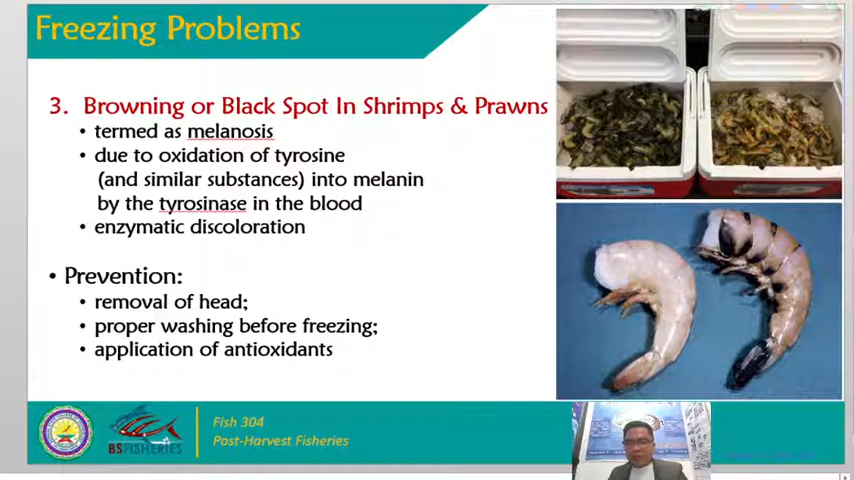 Freezing Problems
3. Browning or Black Spot In Shrimps & Prawns
• termed as melanosis
• due to oxidation of tyrosine
(and similar substances) into melanin
by the tyrosinase in the blood
• enzymatic discoloration
• Prevention:
• removal of head;
• proper washing before freezing;
• application of antioxidants
BSFISHERIES
Fish 304
Post-Harvest Fisheries